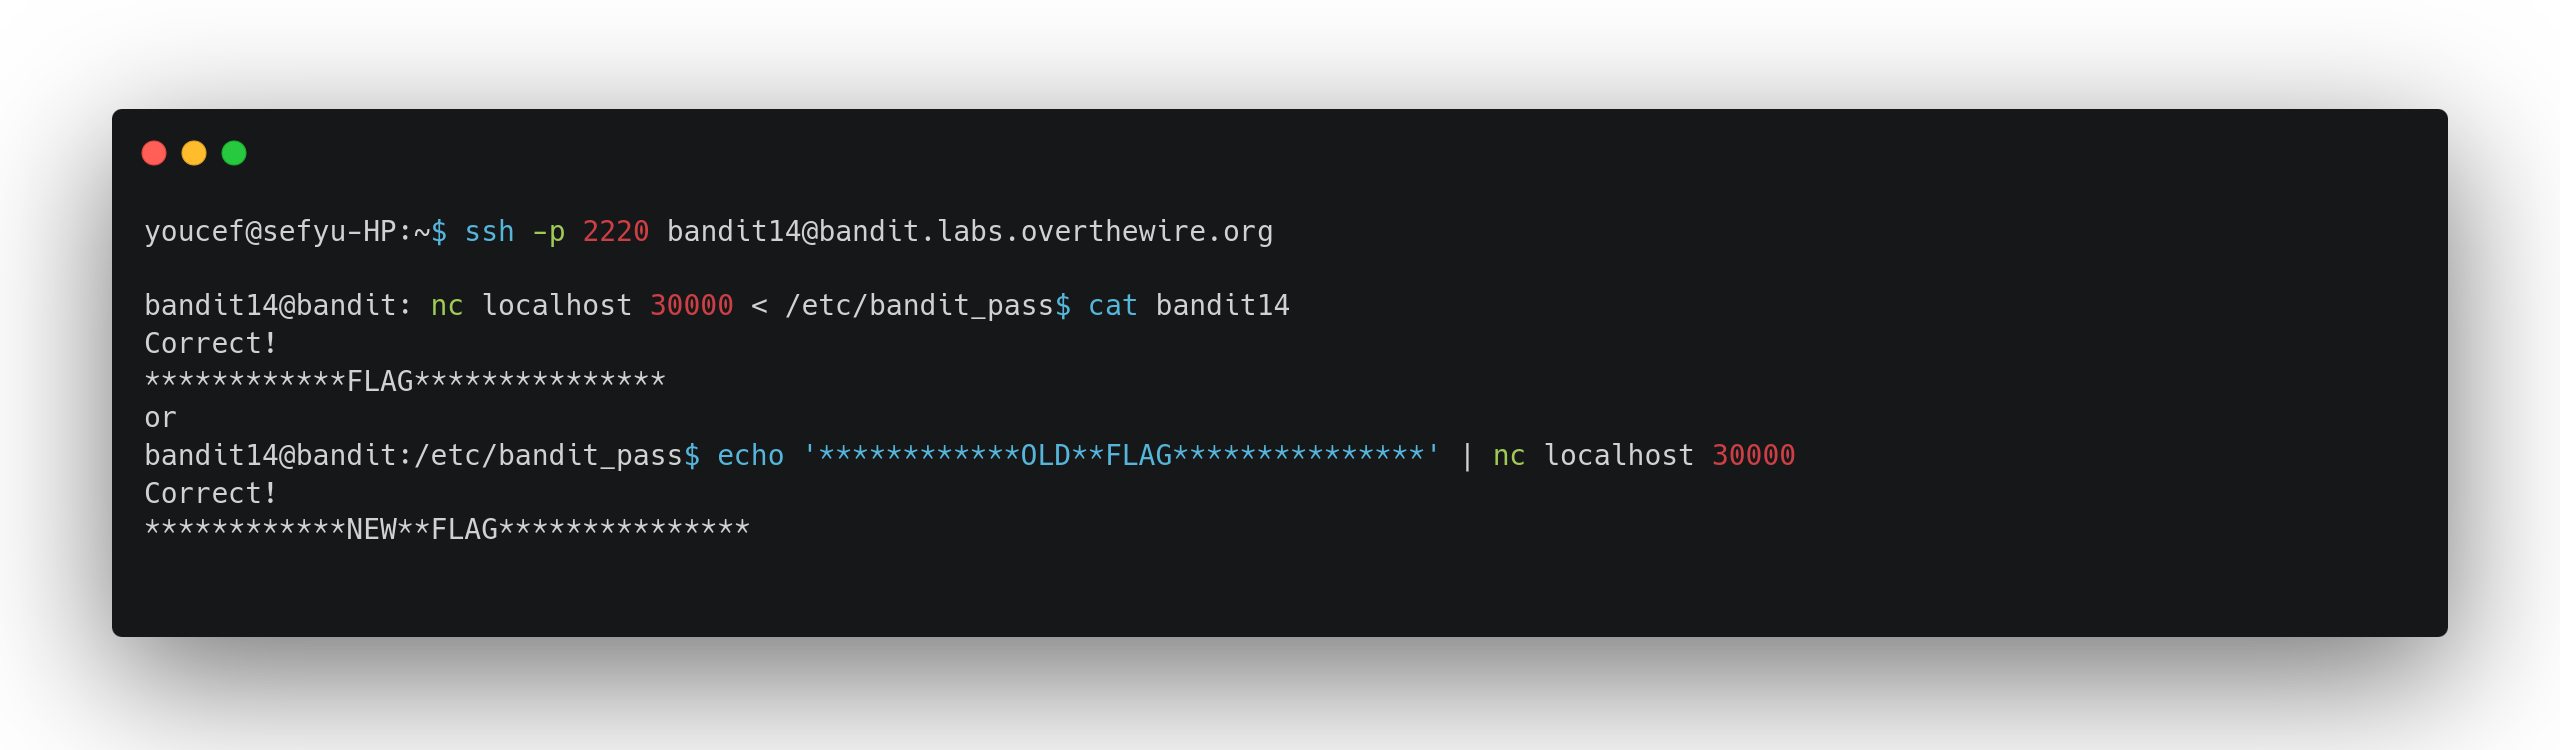 youcef@sefyu-HP:~$ ssh -p 2220 bandit14@bandit.labs.overthewire.org
bandit14@bandit: nc localhost 30000 < /etc/bandit_pass$ cat bandit14
Correct!
************FLAG***************
or
bandit14@bandit:/etc/bandit_pass$ echo '************OLD**FLAG***************' | nc localhost 30000
Correct!
************NEW**FLAG***************